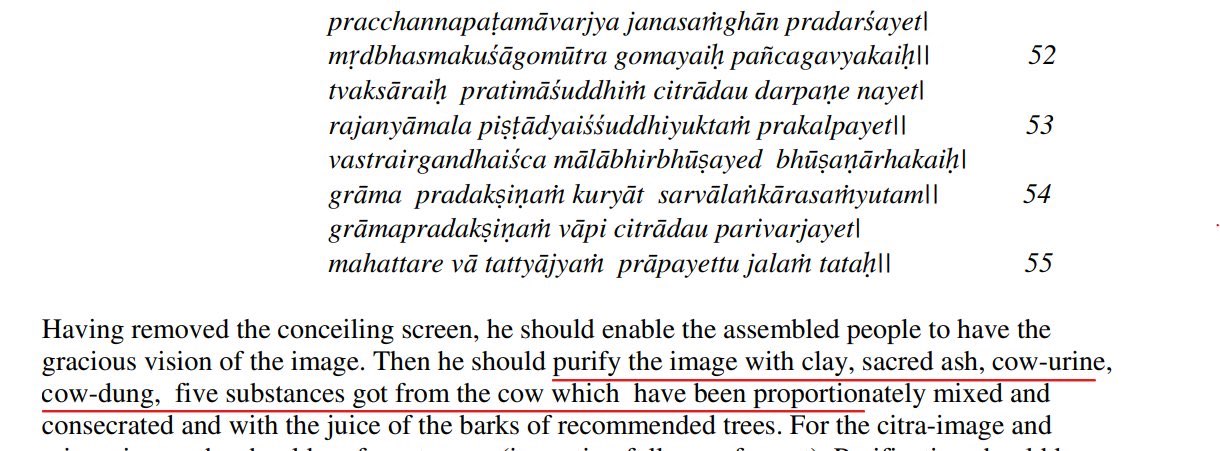 pracchannapaṭamāvarjya janasaṁghān pradarśayet|
mṛdbhasmakuśāgomūtra gomayaiḥ pañcagavyakaiḥ|| 52
tvaksāraiḥ pratimāśuddhiṁ citrādau darpaṇe nayet|
rajanyāmala piṣṭādyaiśśuddhiyuktaṁ prakalpayet|| 53
vastrairgandhaiśca mālābhirbhūṣayed bhūṣaṇārhakaiḥ|
grāma pradakṣiṇaṁ kuryāt sarvālaṅkārasaṁyutam|| 54
grāmapradakṣiṇaṁ vāpi citrādau parivarjayet|
mahattare vā tattyājyaṁ prāpayettu jalaṁ tataḥ|| 55
Having removed the conceiling screen, he should enable the assembled people to have the
gracious vision of the image. Then he should purify the image with clay, sacred ash, cow-urine,
cow-dung, five substances got from the cow which have been proportionately mixed and
consecrated and with the juice of the barks of recommended trees. For the citra-image and